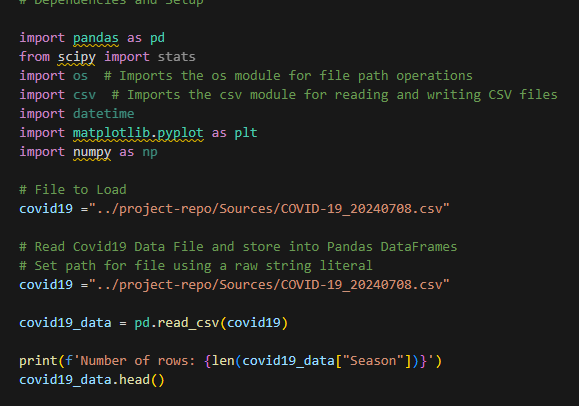 # Dependencies and Setup
import pandas as pd
from scipy import stats
import os  # Imports the os module for file path operations
import csv  # Imports the csv module for reading and writing CSV files
import datetime
import matplotlib.pyplot as plt
import numpy as np
# File to Load
covid19 ="../project-repo/Sources/COVID-19_20240708.csv"
# Read Covid19 Data File and store into Pandas DataFrames
# Set path for file using a raw string literal
covid19 ="../project-repo/Sources/COVID-19_20240708.csv"
covid19_data = pd.read_csv(covid19)
print(f'Number of rows: {len(covid19_data["Season"])}')
covid19_data.head()